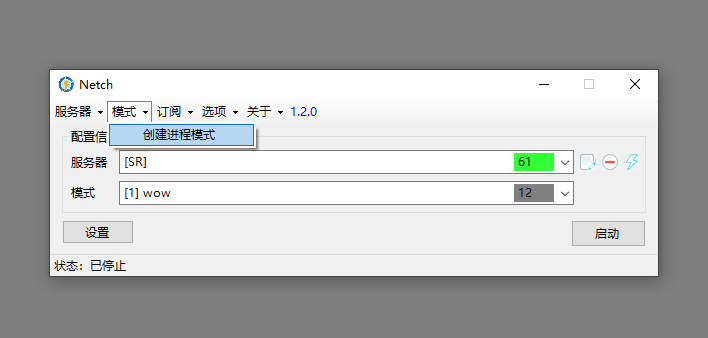 Netch
服务器 模式 订阅 选项 关于 1.2.0
创建进程模式
配置信
服务器 [SR] 61
模式 [1] wow 12
设置 启动
状态：已停止